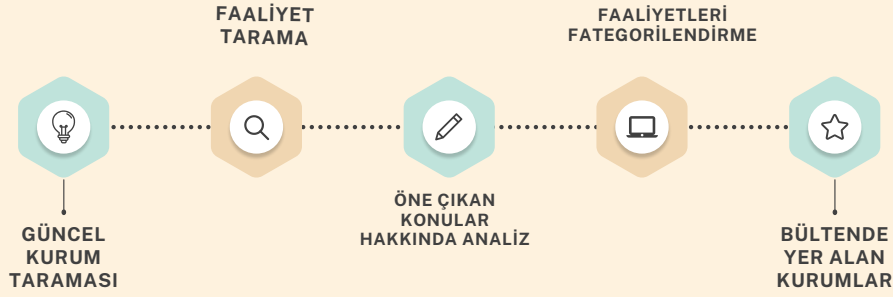 FAALİYET
TARAMA
FAALİYETLERİ
FATEGORİLENDİRME
ÖNE ÇIKAN
KONULAR
HAKKINDA ANALİZ
GÜNCEL
KURUM
TARAMASI
BÜLTENDE
YER ALAN
KURUMLAR